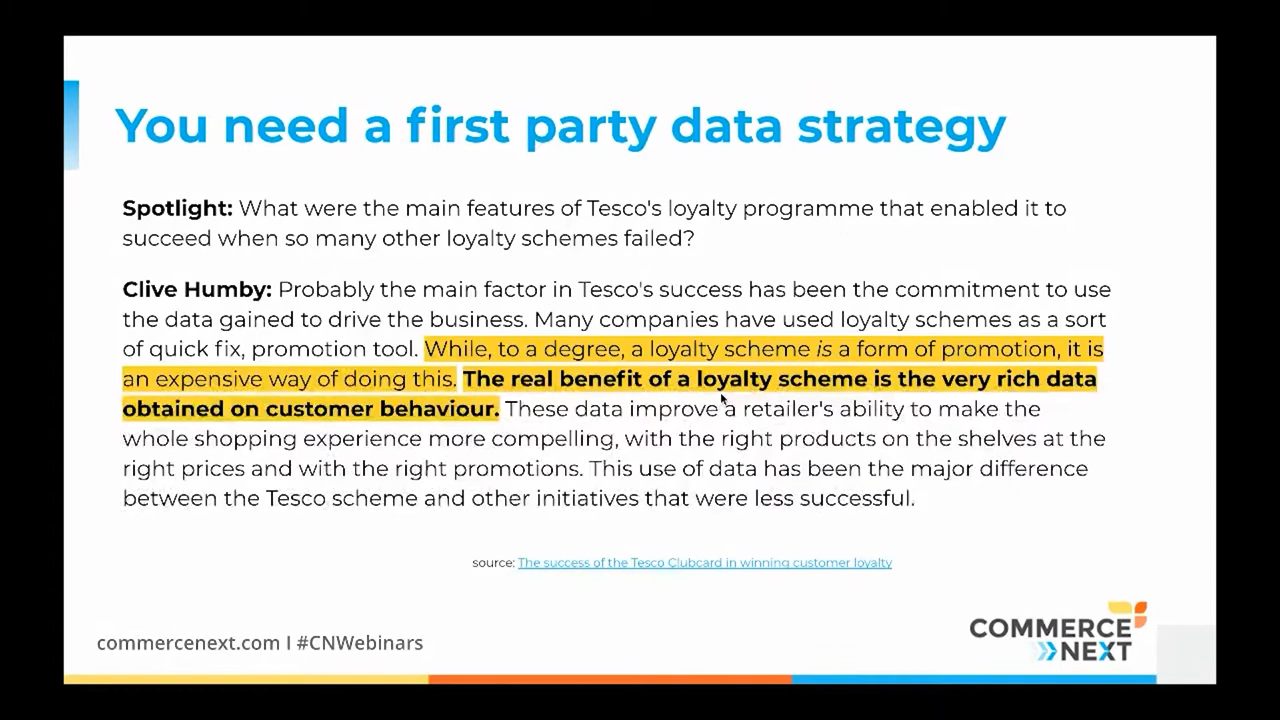 You need a first party data strategy
Spotlight: What were the main features of Tesco's loyalty programme that enabled it to
succeed when so many other loyalty schemes failed?
Clive Humby: Probably the main factor in Tesco's success has been the commitment to use
the data gained to drive the business. Many companies have used loyalty schemes as a sort
of quick fix, promotion tool. While, to a degree, a loyalty scheme is a form of promotion, it is
an expensive way of doing this. The real benefit of a loyalty scheme is the very rich data
obtained on customer behaviour. These data improve a retailer's ability to make the
whole shopping experience more compelling, with the right products on the shelves at the
right prices and with the right promotions. This use of data has been the major difference
between the Tesco scheme and other initiatives that were less successful.
source: The success of the Tesco Clubcard in winning customer loyalty
commercenext.com I #CNWebinars
COMMERCE
NEXT